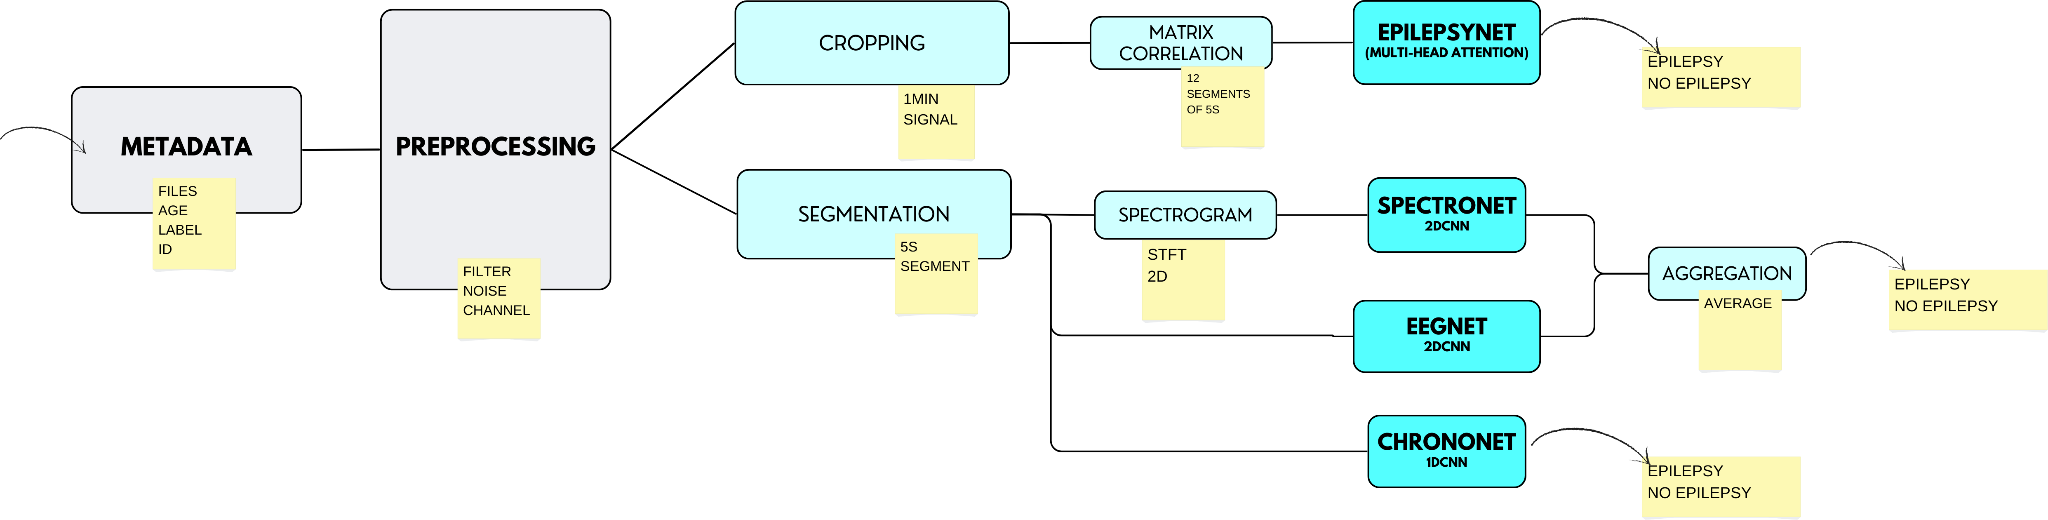 METADATA
FILES
AGE
LABEL
ID
PREPROCESSING
FILTER
NOISE
CHANNEL
CROPPING
1MIN
SIGNAL
MATRIX
CORRELATION
12
SEGMENTS
OF 5S
EPILEPSYNET
(MULTI-HEAD ATTENTION)
EPILEPSY
NO EPILEPSY
SEGMENTATION
5S
SEGMENT
SPECTROGRAM
STFT
2D
SPECTRONET
2DCNN
EEGNET
2DCNN
AGGREGATION
AVERAGE
EPILEPSY
NO EPILEPSY
CHRONONET
1DCNN
EPILEPSY
NO EPILEPSY